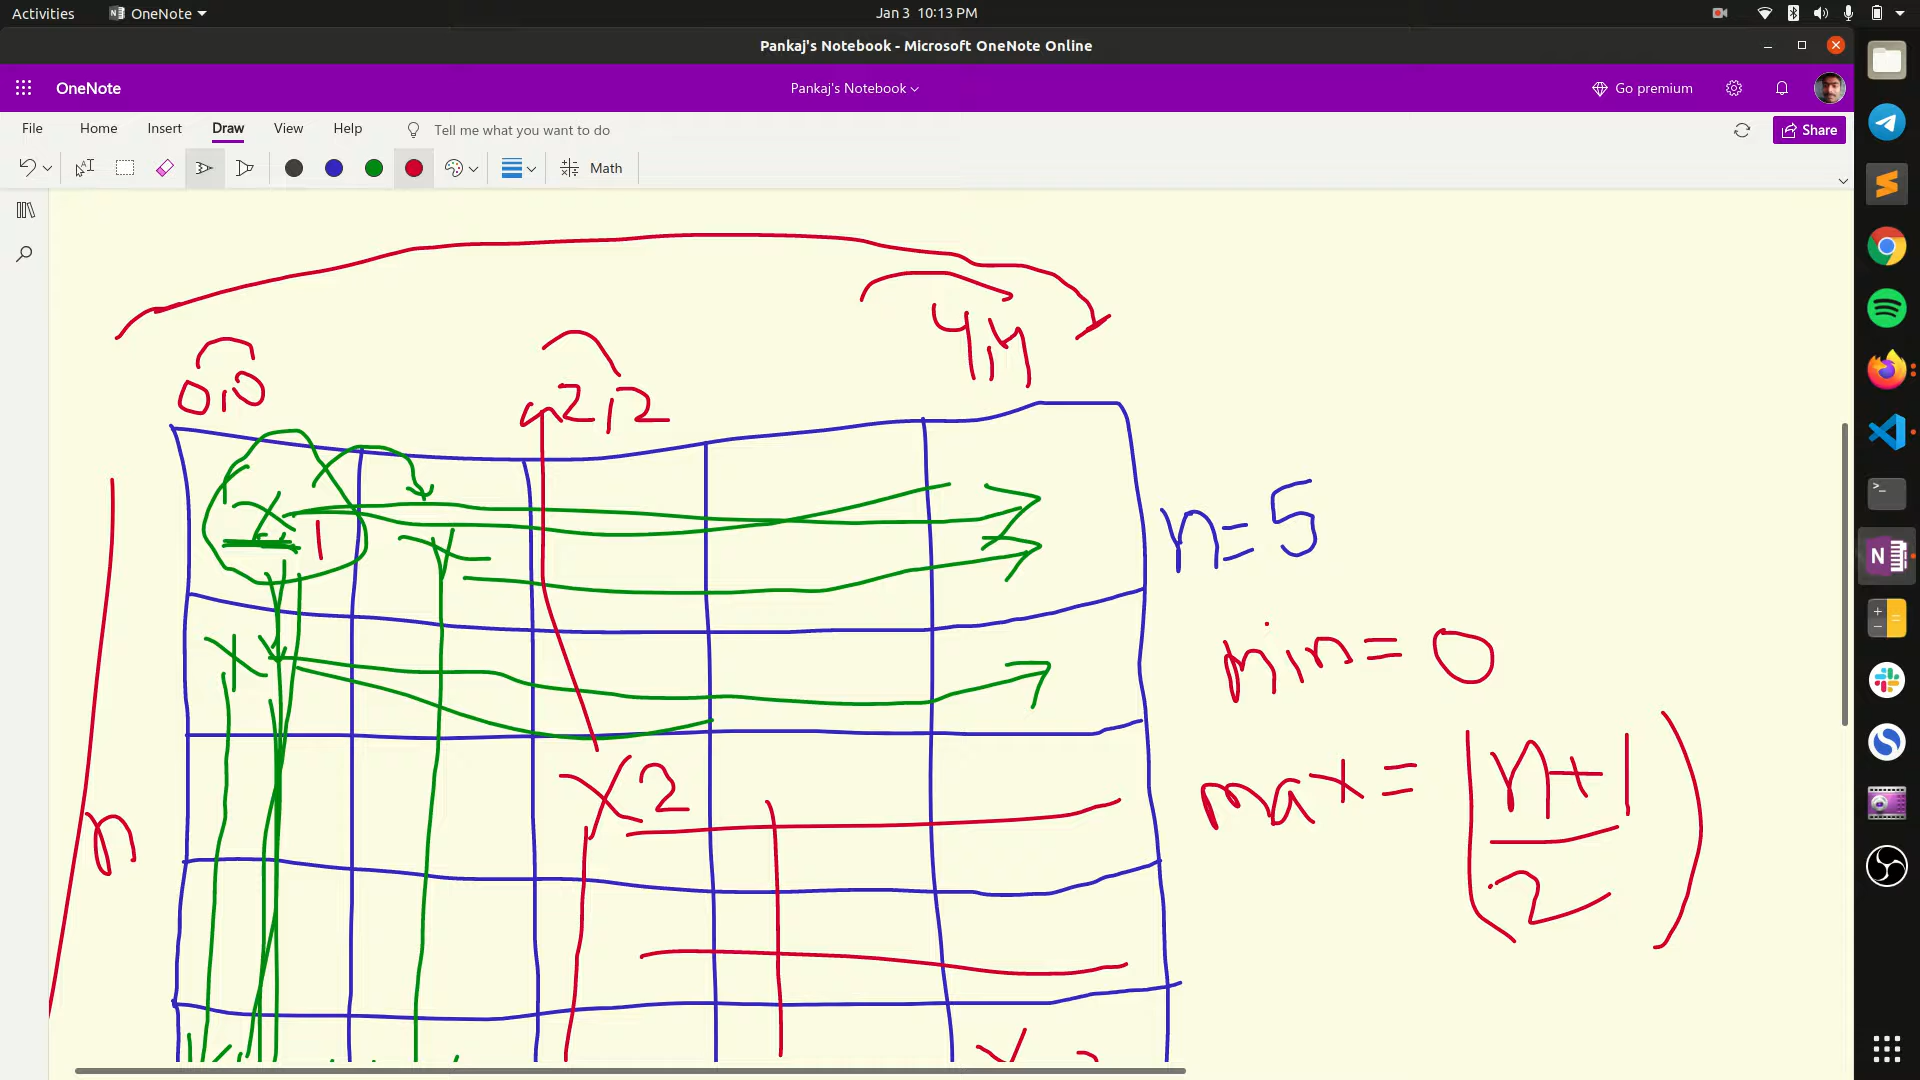 Activities OneNote Jan 3 10:13 PM
Pankaj's Notebook - Microsoft OneNote Online
OneNote Pankaj's Notebook Go premium
File Home Insert Draw View Help Tell me what you want to do Share
Math
4,4
0,0
2,2
n=5
1
min=0
X2
max=
n+1
2
n